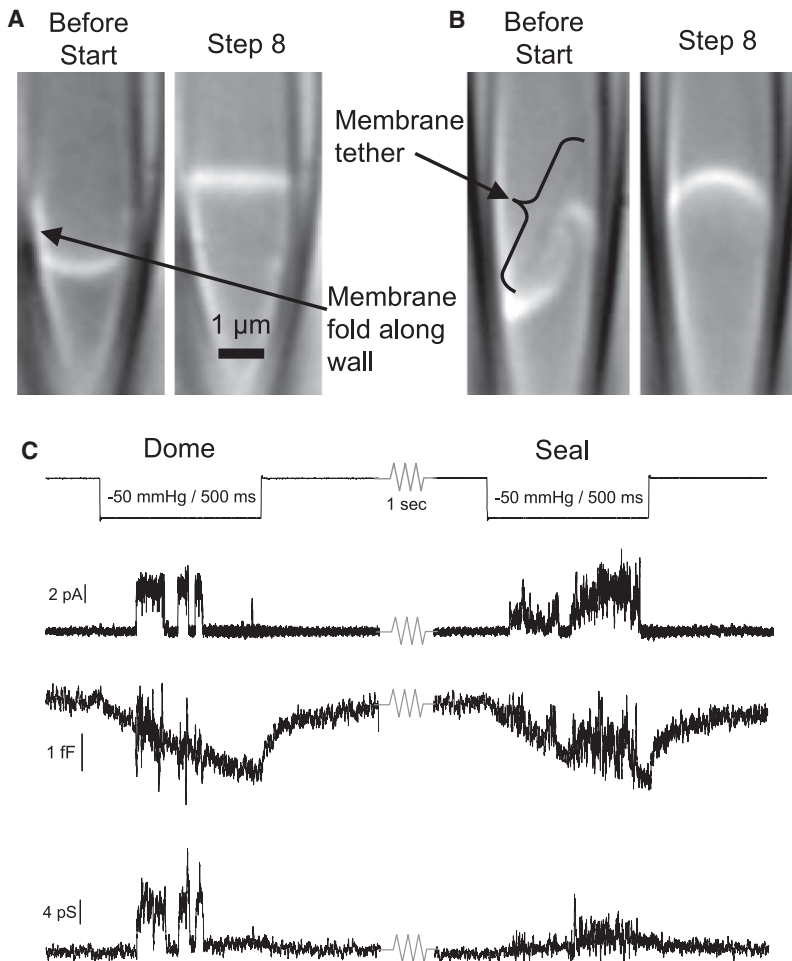 A
Before
Start
Step 8
B
Before
Start
Step 8
Membrane
tether
Membrane
fold along
wall
1 µm
C
Dome
Seal
-50 mmHg / 500 ms
1 sec
-50 mmHg / 500 ms
2 pA
1 fF
4 pS